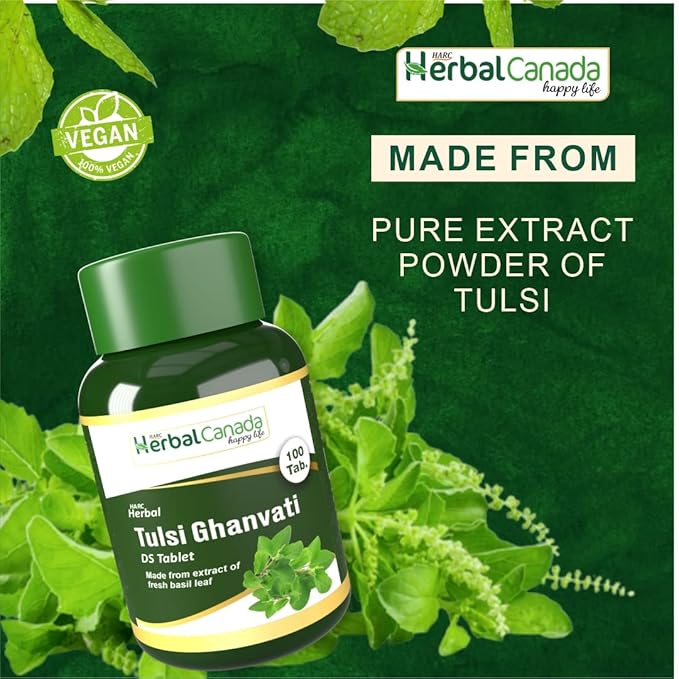 HARC
HerbalCanada
happy life
VEGAN
100% VEGAN
MADE FROM
PURE EXTRACT
POWDER OF
TULSI
HARC
HerbalCanada
happy life
100
Tab.
HARC
Herbal
Tulsi Ghanvati
DS Tablet
Made from extract of
fresh basil leaf